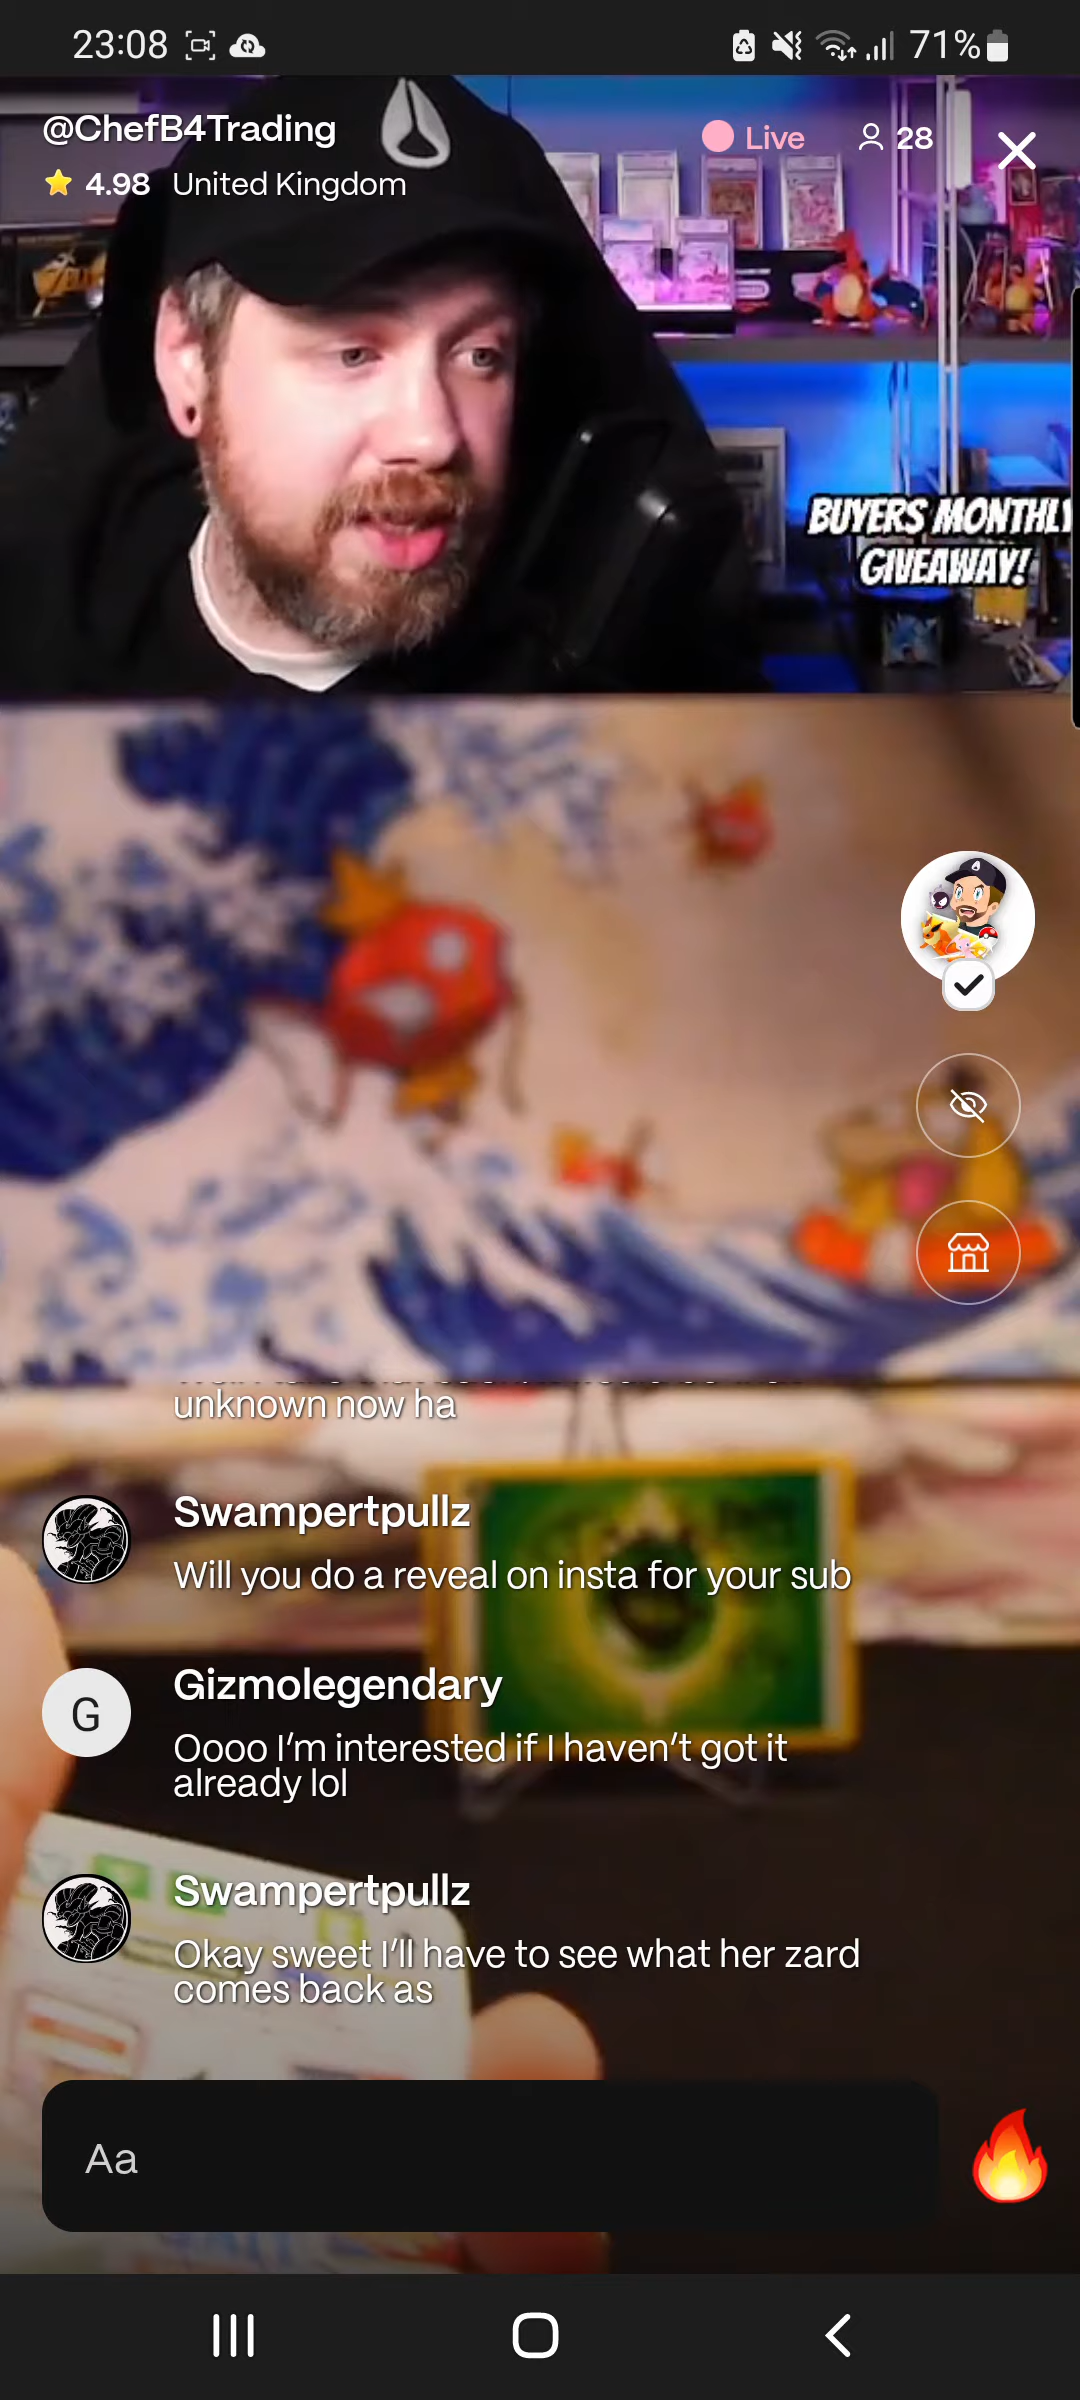 23:08
71%
@ChefB4Trading
Live
28
4.98 United Kingdom
BUYERS MONTHLY
GIVEAWAY!
unknown now ha
Swampertpullz
Will you do a reveal on insta for your sub
G
Gizmolegendary
Oooo I'm interested if I haven't got it
already lol
Swampertpullz
Okay sweet I'll have to see what her zard
comes back as
Aa